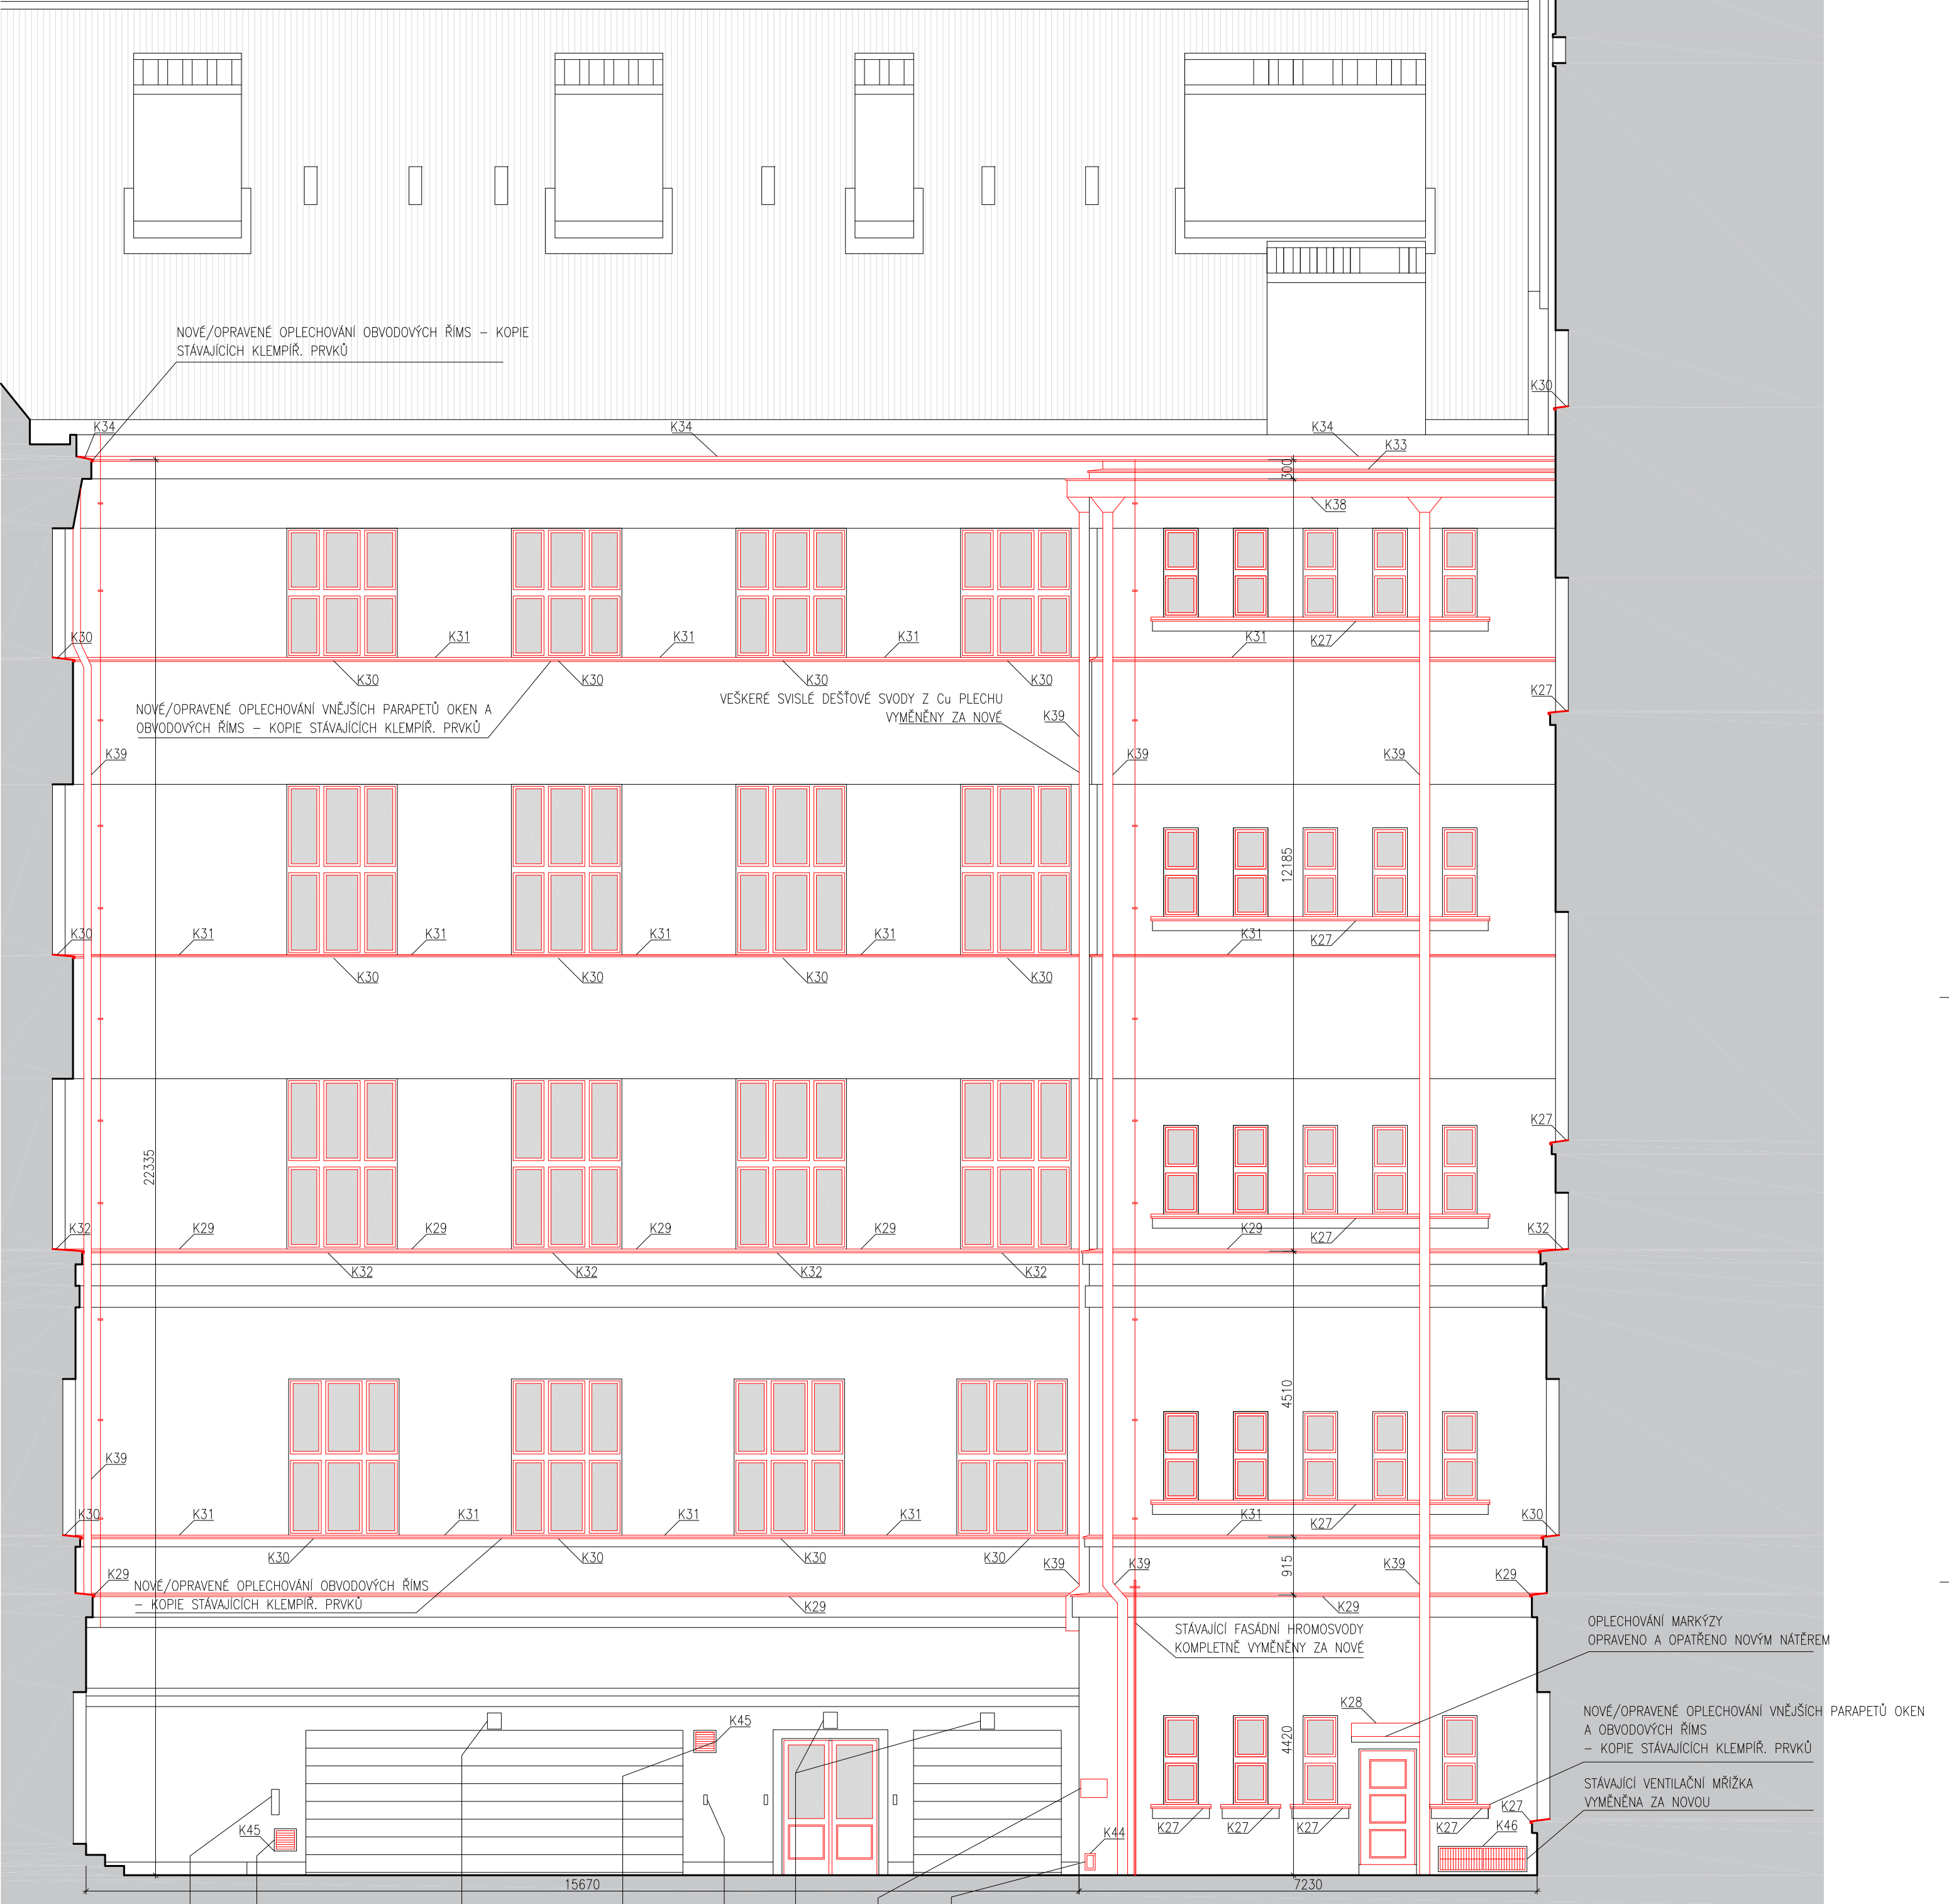 NOVÉ/OPRAVENÉ OPLECHOVÁNÍ OBVODOVÝCH ŘÍMS – KOPIE
STÁVAJÍCÍCH KLEMPÍŘ. PRVKŮ
K30
K34
K34
K34
K33
300
K38
K30
K31
K31
K31
K31
K27
K30
K30
K30
K30
NOVÉ/OPRAVENÉ OPLECHOVÁNÍ VNĚJŠÍCH PARAPETŮ OKEN A
OBVODOVÝCH ŘÍMS – KOPIE STÁVAJÍCÍCH KLEMPÍŘ. PRVKŮ
VEŠKERÉ SVISLÉ DEŠŤOVÉ SVODY Z Cu PLECHU
VYMĚNĚNY ZA NOVÉ
K27
K39
K39
K39
K39
12185
K30
K31
K31
K31
K31
K31
K27
K30
K30
K30
K30
K27
22335
K32
K29
K29
K29
K29
K29
K27
K32
K32
K32
K32
K32
4510
K39
K30
K31
K31
K31
K31
K31
K27
K30
K30
K30
K30
K30
K39
K39
915
K39
K29
K29
NOVÉ/OPRAVENÉ OPLECHOVÁNÍ OBVODOVÝCH ŘÍMS
– KOPIE STÁVAJÍCÍCH KLEMPÍŘ. PRVKŮ
K29
K29
STÁVAJÍCÍ FASÁDNÍ HROMOSVODY
KOMPLETNĚ VYMĚNĚNY ZA NOVÉ
OPLECHOVÁNÍ MARKÝZY
OPRAVENO A OPATŘENO NOVÝM NÁTĚREM
K28
NOVÉ/OPRAVENÉ OPLECHOVÁNÍ VNĚJŠÍCH PARAPETŮ OKEN
A OBVODOVÝCH ŘÍMS
– KOPIE STÁVAJÍCÍCH KLEMPÍŘ. PRVKŮ
K45
4420
STÁVAJÍCÍ VENTILAČNÍ MŘÍŽKA
VYMĚNĚNA ZA NOVOU
K27
K27
K27
K27
K27
K46
K45
K44
15670
7230